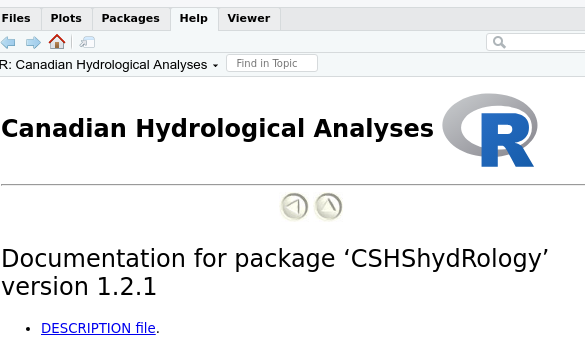 Files Plots Packages Help Viewer
R: Canadian Hydrological Analyses Find in Topic
Canadian Hydrological Analyses R
Documentation for package ‘CSHShydRology’
version 1.2.1
• DESCRIPTION file.